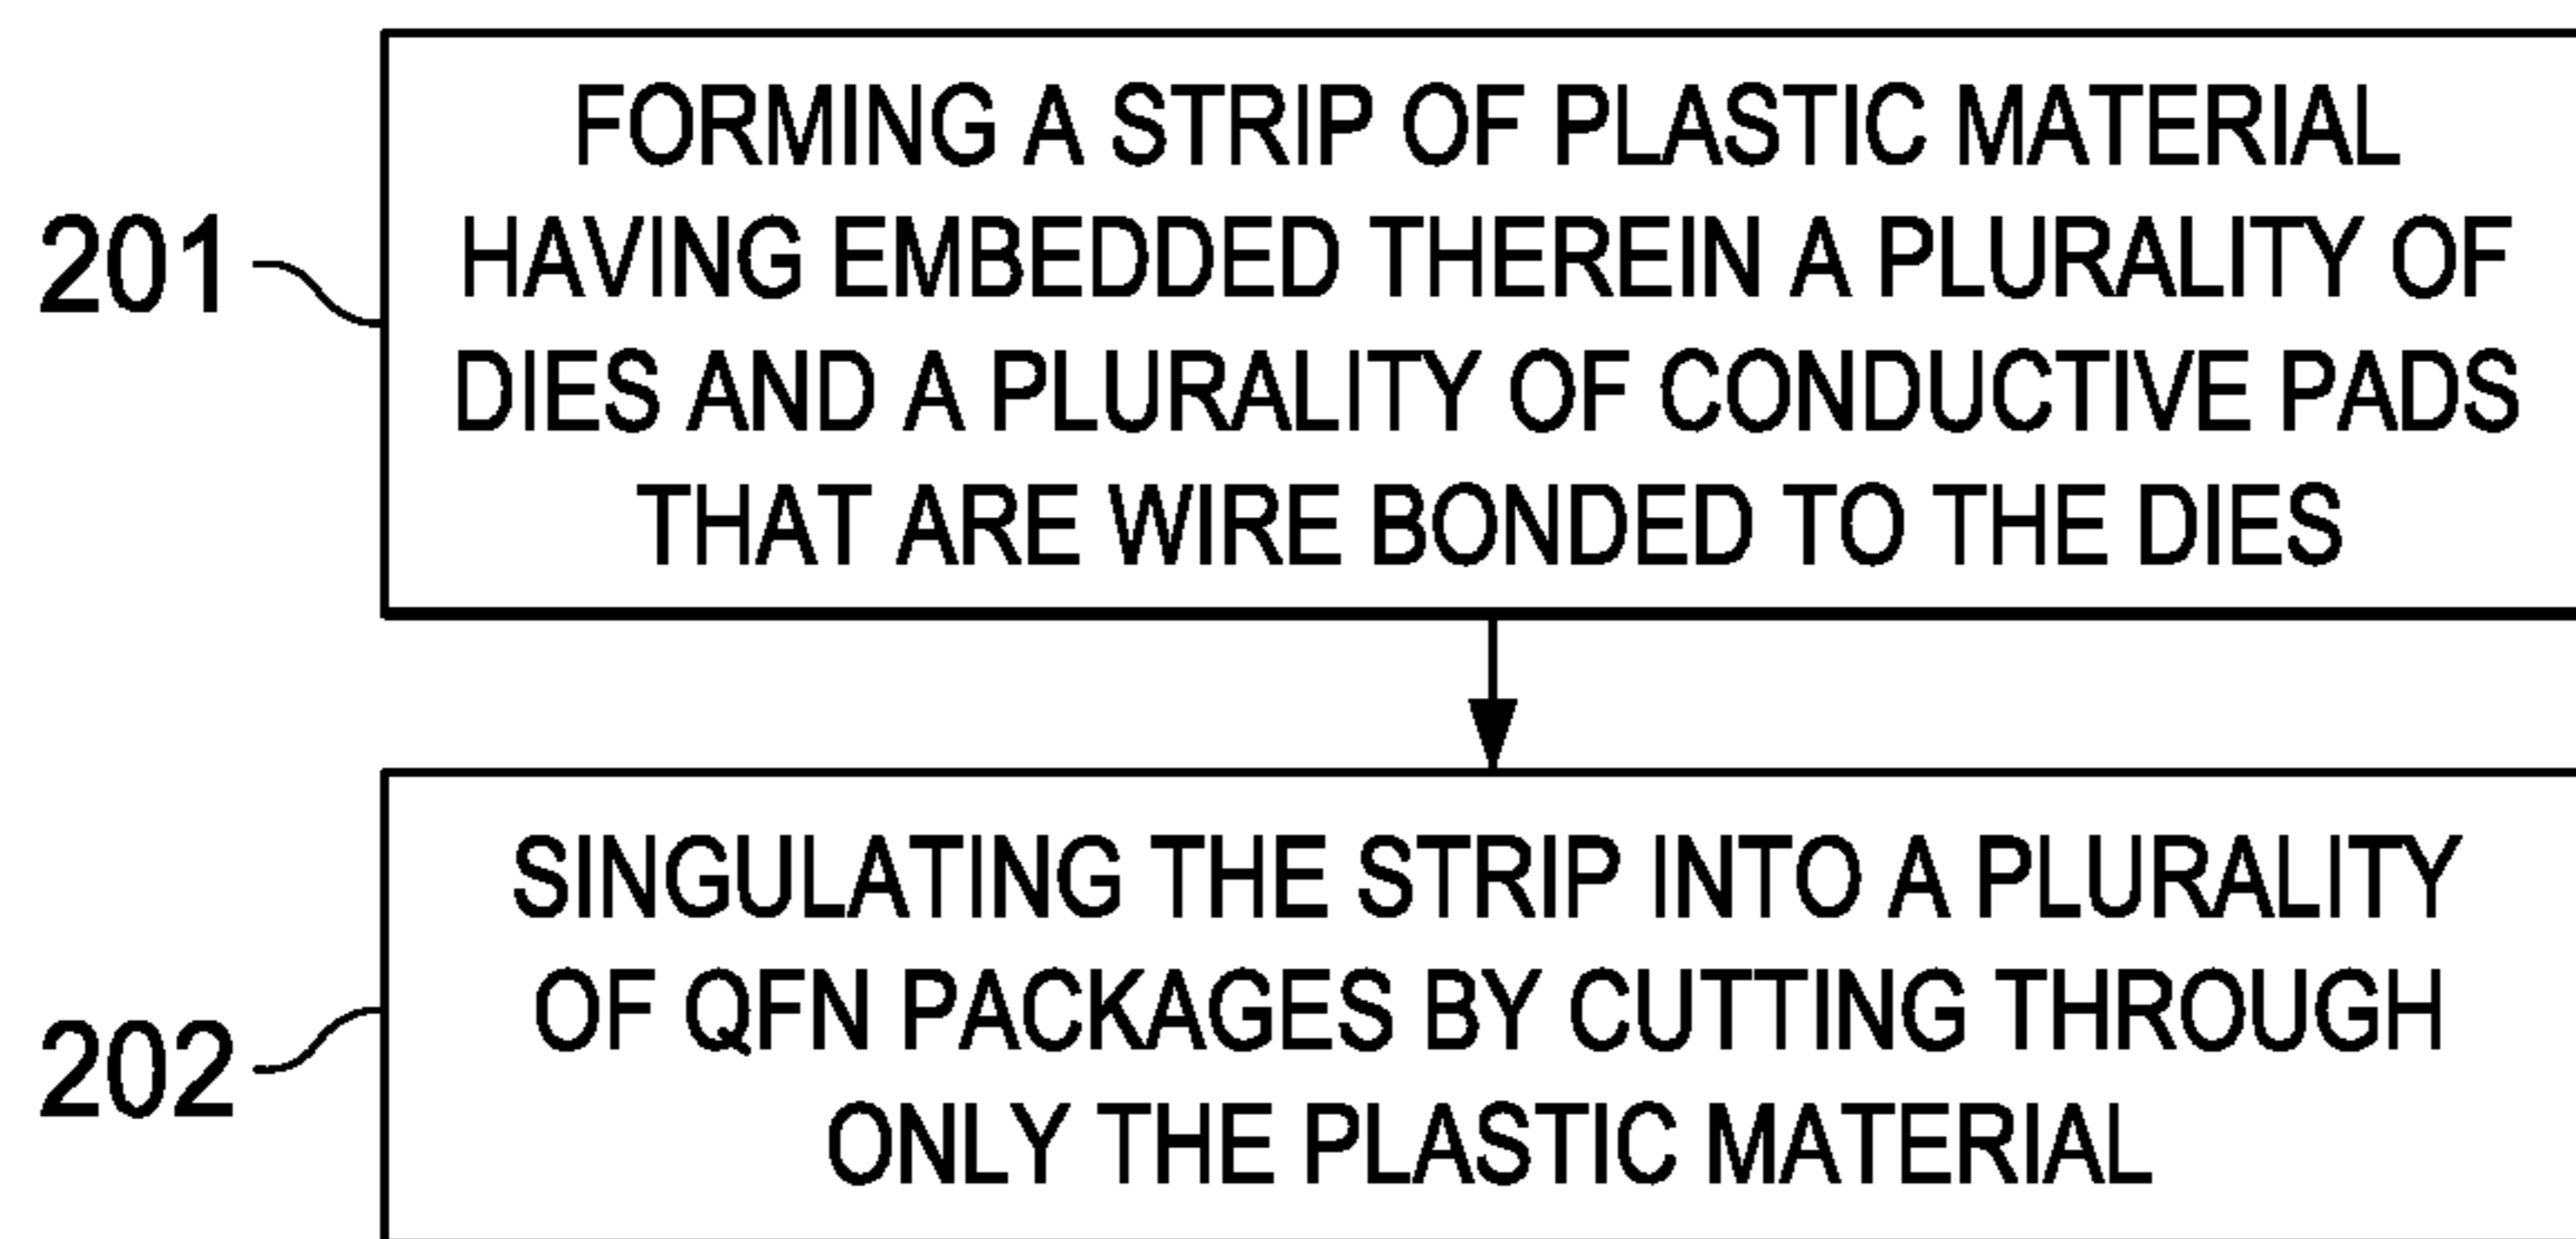 201
FORMING A STRIP OF PLASTIC MATERIAL
HAVING EMBEDDED THEREIN A PLURALITY OF
DIES AND A PLURALITY OF CONDUCTIVE PADS
THAT ARE WIRE BONDED TO THE DIES
202
SINGULATING THE STRIP INTO A PLURALITY
OF QFN PACKAGES BY CUTTING THROUGH
ONLY THE PLASTIC MATERIAL